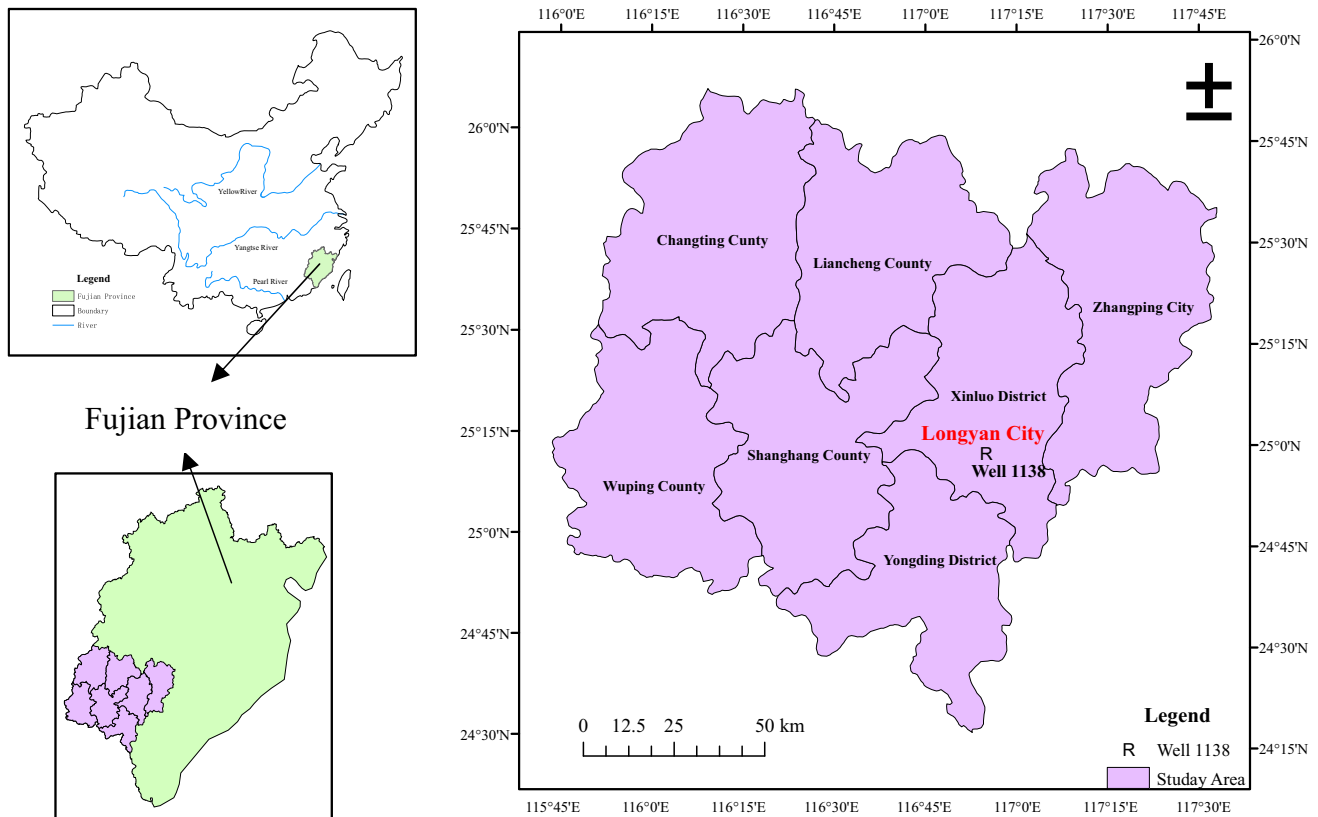 YellowRiver
Yangtse River
Pearl River
Legend
Fujian Province
Boundary
River
Fujian Province
116°0'E 116°15'E 116°30'E 116°45'E 117°0'E 117°15'E 117°30'E 117°45'E
26°0'N
25°45'N
25°30'N
25°15'N
25°0'N
24°45'N
24°30'N
26°0'N
25°45'N
25°30'N
25°15'N
25°0'N
24°45'N
24°30'N
24°15'N
Changting Cunty
Liancheng County
Zhangping City
Xinluo District
Longyan City
R
Well 1138
Shanghang County
Wuping County
Yongding District
0 12.5 25 50 km
Legend
R Well 1138
Studay Area
115°45'E 116°0'E 116°15'E 116°30'E 116°45'E 117°0'E 117°15'E 117°30'E